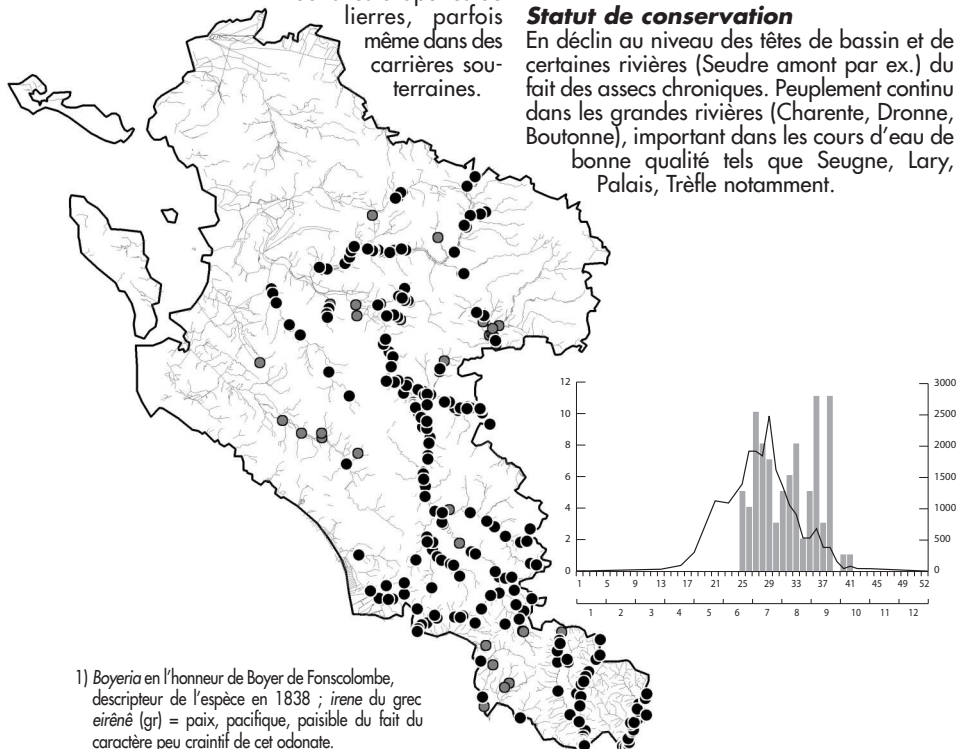 lierres, parfois
même dans des
carrières sou-
terraines.
Statut de conservation
En déclin au niveau des têtes de bassin et de
certaines rivières (Seudre amont par ex.) du
fait des assecs chroniques. Peuplement continu
dans les grandes rivières (Charente, Dronne,
Boutonne), important dans les cours d'eau de
bonne qualité tels que Seugne, Lary,
Palais, Trèfle notamment.
12
10
8
6
4
2
0
3000
2500
2000
1500
1000
500
0
1 5 9 13 17 21 25 29 33 37 41 45 49 52
1 2 3 4 5 6 7 8 9 10 11 12
1) Boyeria en l'honneur de Boyer de Fonscolombe,
descripteur de l'espèce en 1838 ; irene du grec
eirênê (gr) = paix, pacifique, paisible du fait du
caractère peu craintif de cet odonate.